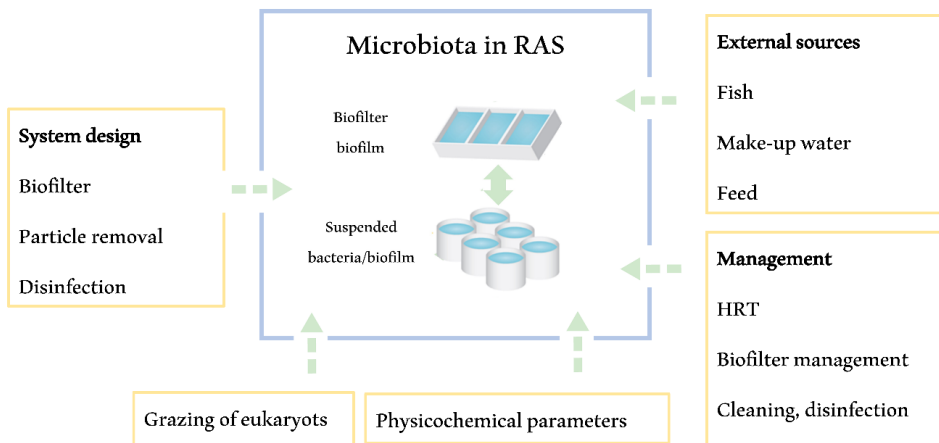 Microbiota in RAS
Biofilter
biofilm
Suspended
bacteria/biofilm
System design
Biofilter
Particle removal
Disinfection
External sources
Fish
Make-up water
Feed
Management
HRT
Biofilter management
Cleaning, disinfection
Grazing of eukaryots
Physicochemical parameters